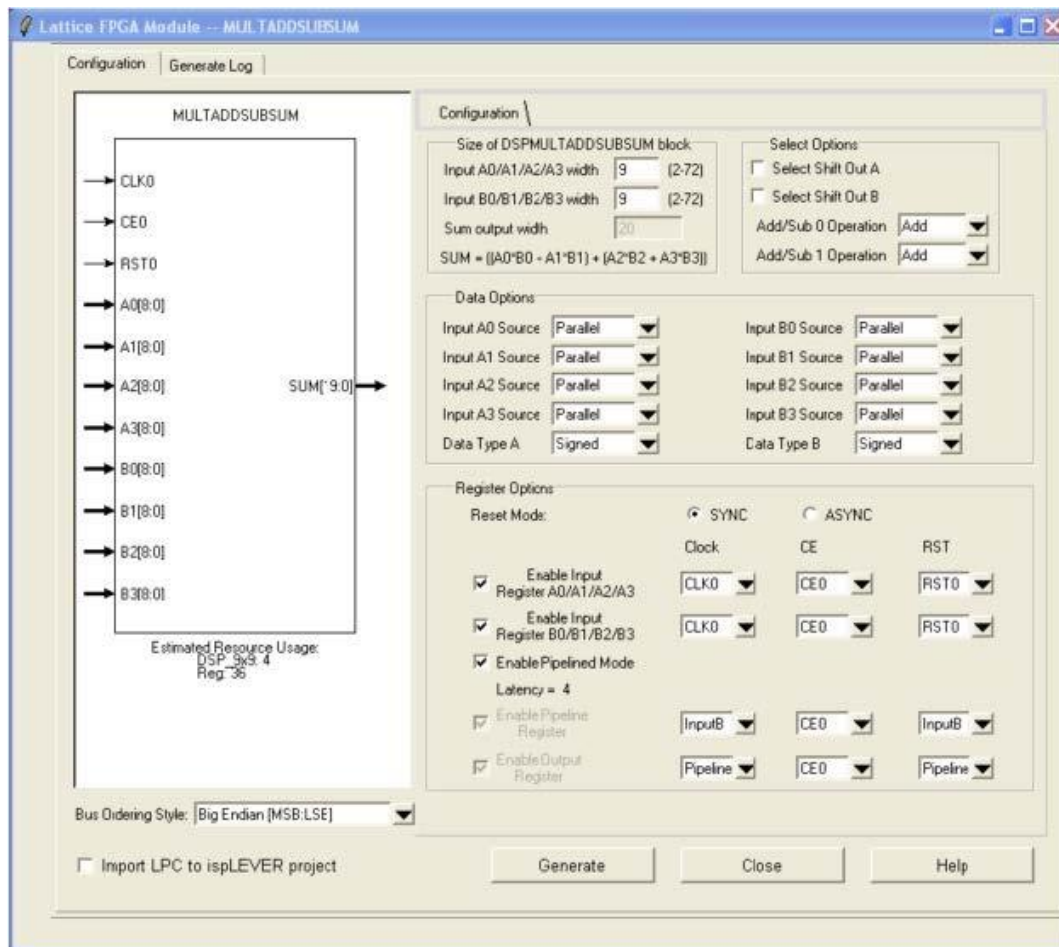 Lattice FPGA Module -- MULTADDSUBSUM
Configuration Generate Log
MULTADDSUBSUM
CLK0
CE0
RST0
A0[8:0]
A1[8:0]
A2[8:0] SUM[19:0]
A3[8:0]
B0[8:0]
B1[8:0]
B2[8:0]
B3[8:0]
Estimated Resource Usage:
DSP_9x9: 4
Reg: 36
Bus Ordering Style: Big Endian [MSB:LSB]
Import LPC to ispLEVER project
Configuration
Size of DSPMULTADDSUBSUM block
Input A0/A1/A2/A3 width 9 (2-72)
Input B0/B1/B2/B3 width 9 (2-72)
Sum output width 20
SUM = ((A0*B0 - A1*B1) + (A2*B2 + A3*B3))
Select Options
Select Shift Out A
Select Shift Out B
Add/Sub 0 Operation Add
Add/Sub 1 Operation Add
Data Options
Input A0 Source Parallel Input B0 Source Parallel
Input A1 Source Parallel Input B1 Source Parallel
Input A2 Source Parallel Input B2 Source Parallel
Input A3 Source Parallel Input B3 Source Parallel
Data Type A Signed Data Type B Signed
Register Options
Reset Mode: SYNC ASYNC
Clock CE RST
Enable Input
Register A0/A1/A2/A3 CLK0 CE0 RST0
Enable Input
Register B0/B1/B2/B3 CLK0 CE0 RST0
Enable Pipelined Mode
Latency = 4
Enable Pipeline
Register InputB CE0 InputB
Enable Output
Register Pipeline CE0 Pipeline
Generate Close Help